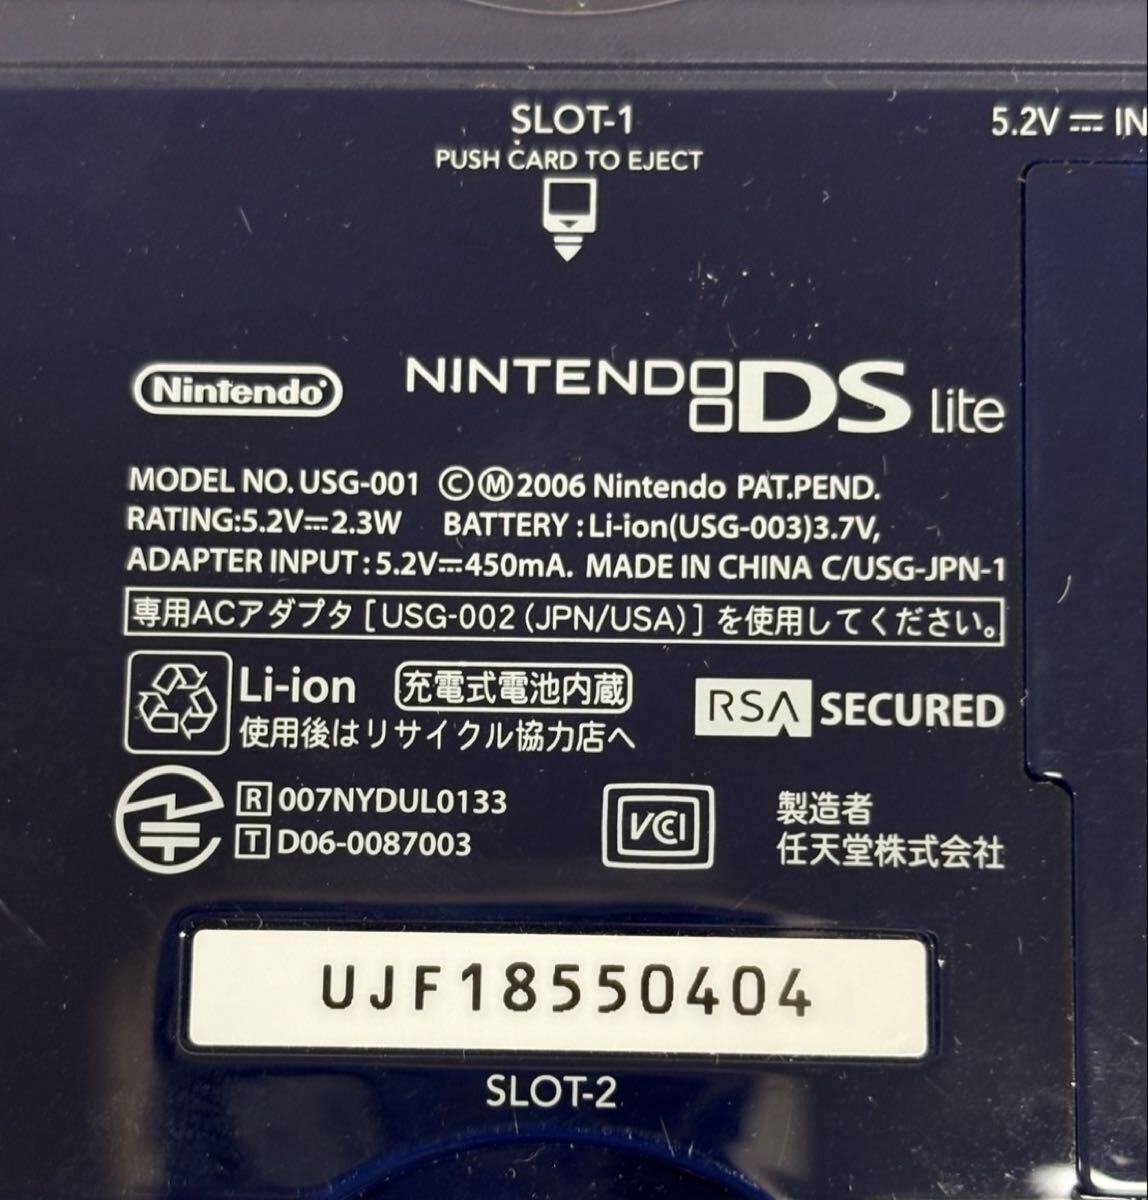 SLOT-1
PUSH CARD TO EJECT
5.2V ⎓ IN
Nintendo®
NINTENDO DS Lite
MODEL NO. USG-001 ©Ⓜ2006 Nintendo PAT.PEND.
RATING:5.2V⎓2.3W BATTERY:Li-ion(USG-003)3.7V,
ADAPTER INPUT:5.2V⎓450mA. MADE IN CHINA C/USG-JPN-1
専用ACアダプタ[USG-002(JPN/USA)]を使用してください。
Li-ion 充電式電池内蔵
使用後はリサイクル協力店へ
RSA SECURED
R 007NYDUL0133
T D06-0087003
VCCI
製造者
任天堂株式会社
UJF18550404
SLOT-2